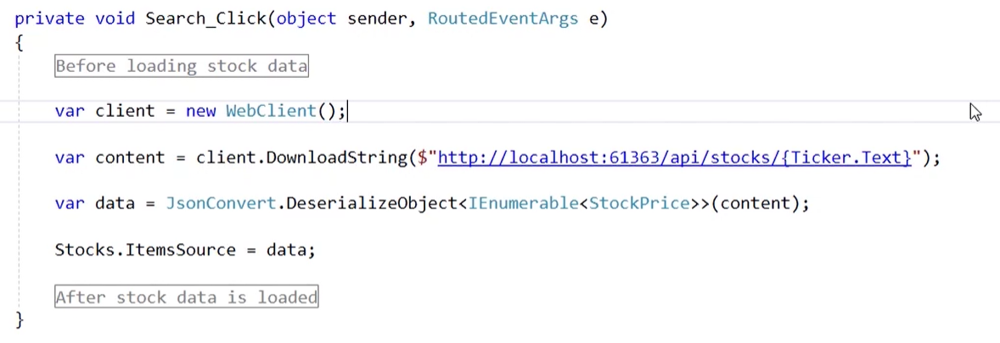 private void Search_Click(object sender, RoutedEventArgs e)
{
Before loading stock data
var client = new WebClient();
var content = client.DownloadString($"http://localhost:61363/api/stocks/{Ticker.Text}");
var data = JsonConvert.DeserializeObject<IEnumerable<StockPrice>>(content);
Stocks.ItemsSource = data;
After stock data is loaded
}